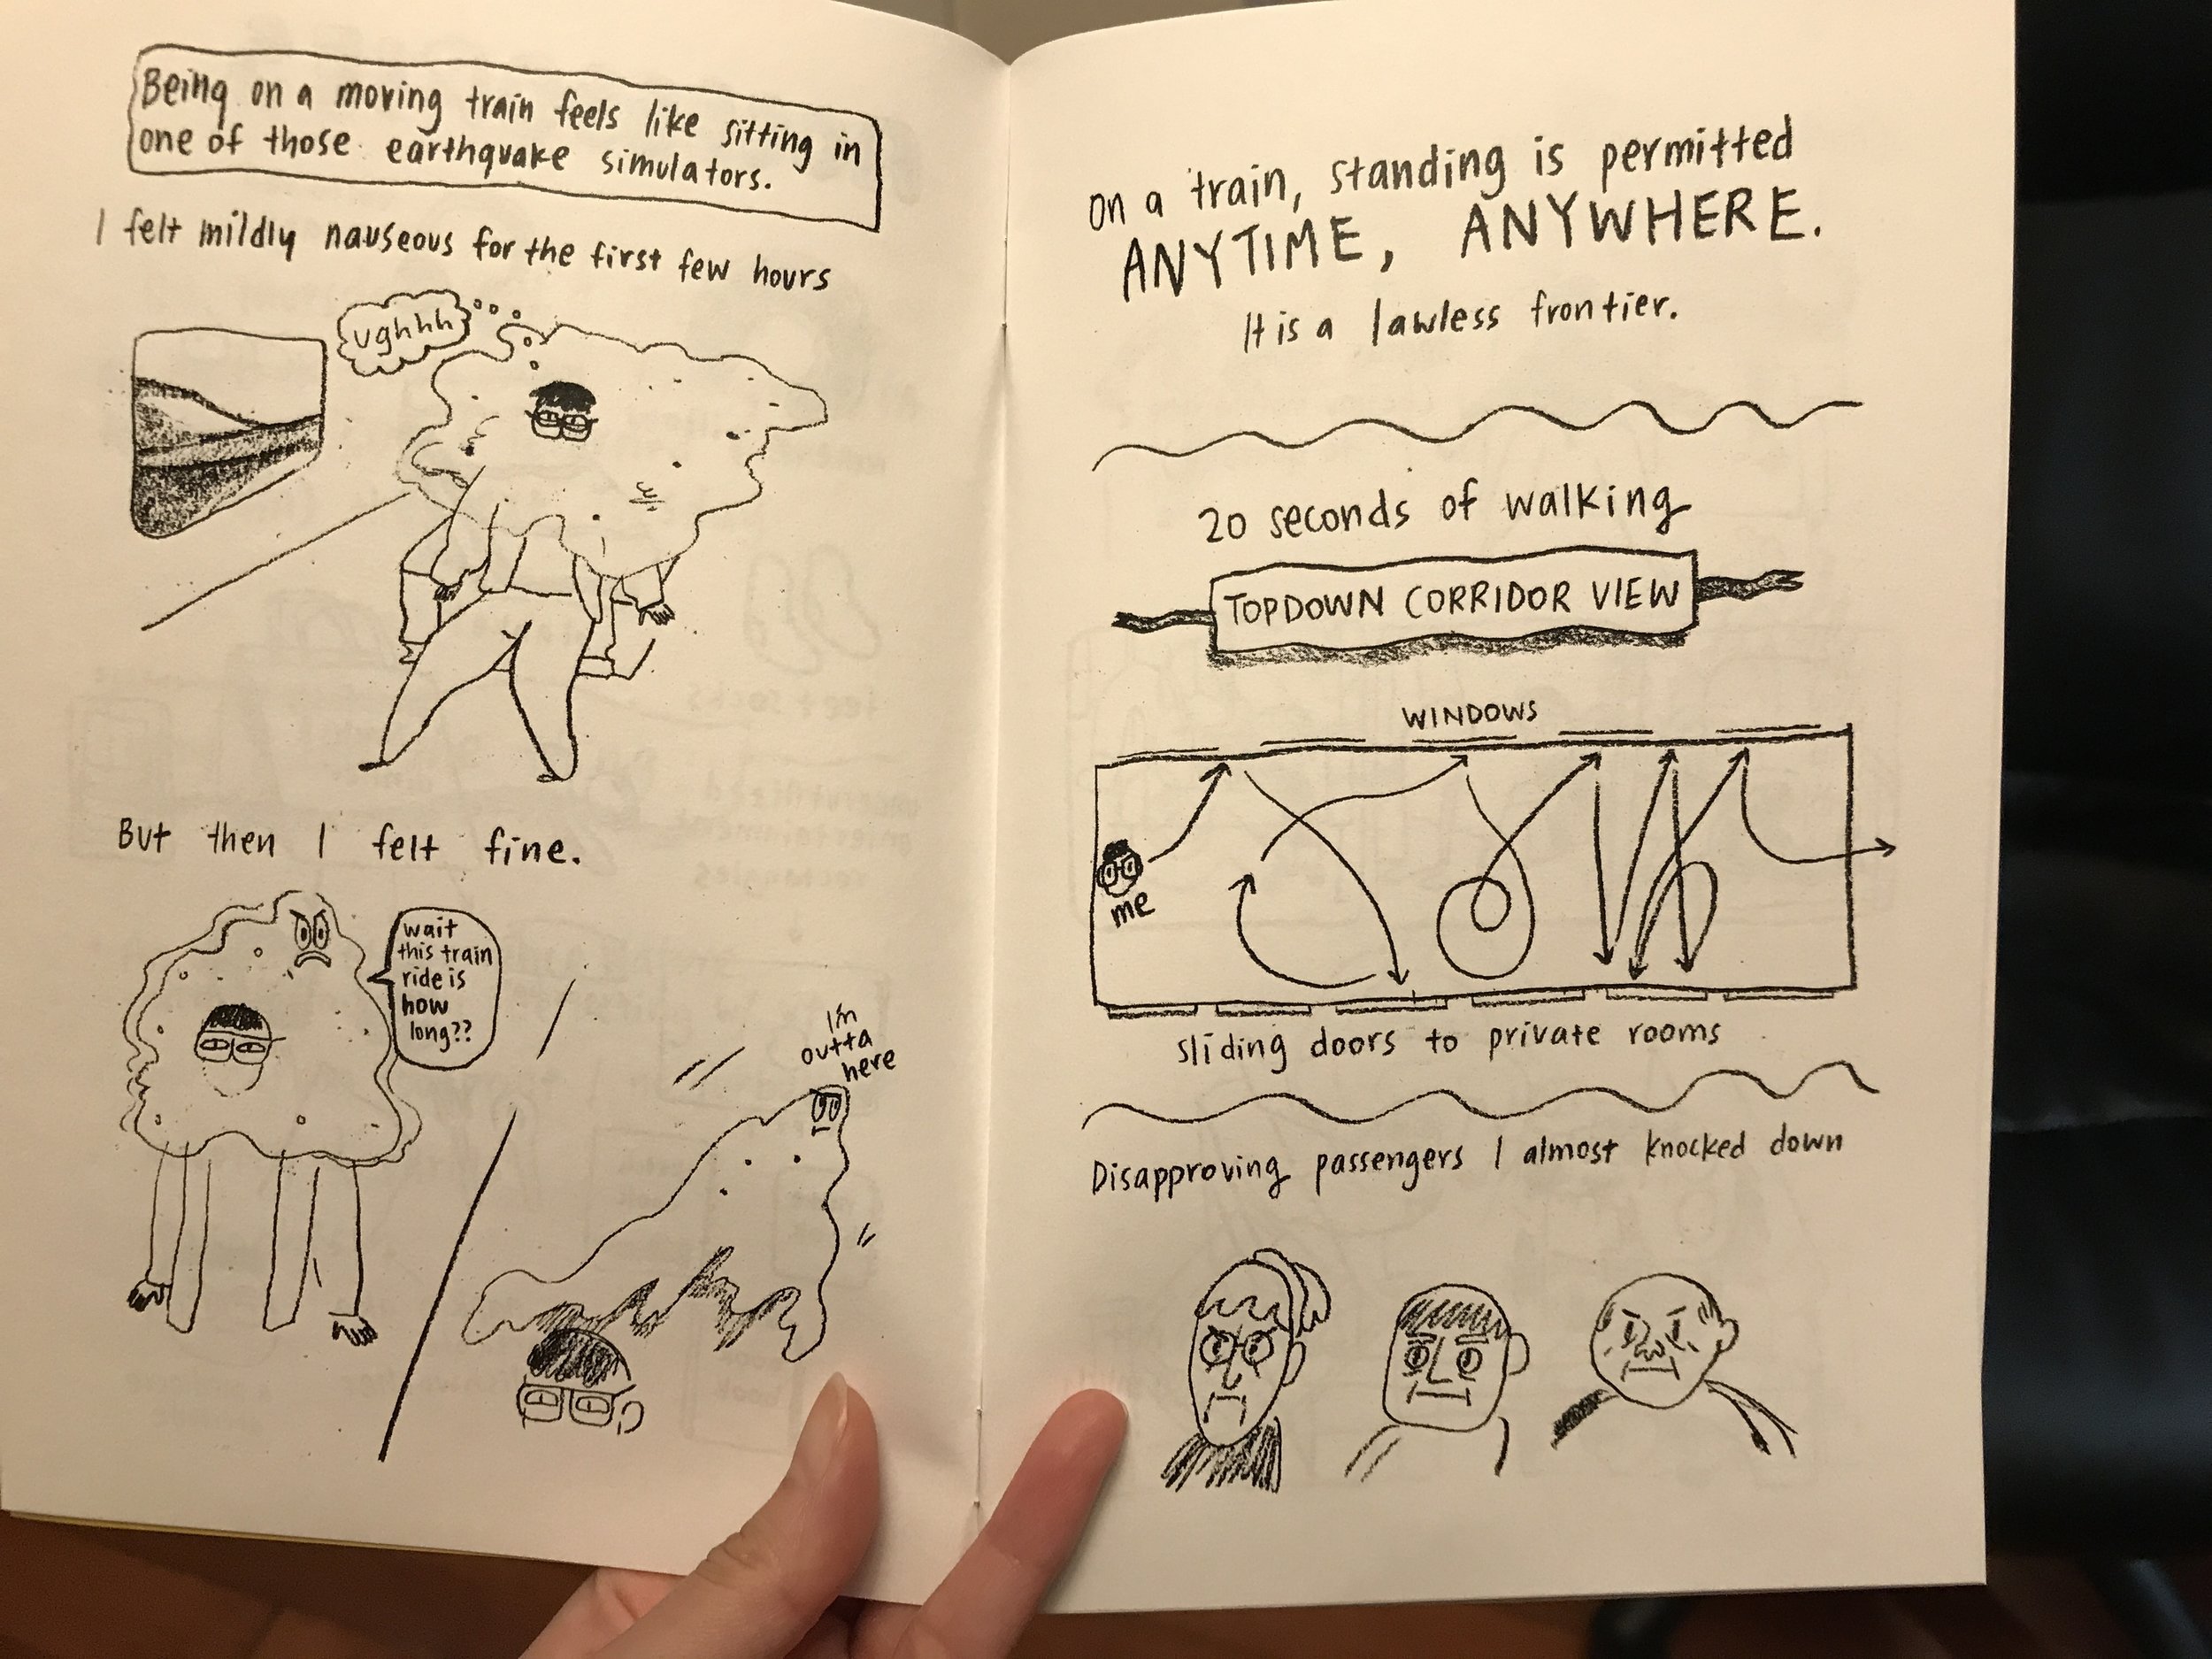 Being on a moving train feels like sitting in
one of those earthquake simulators.
I felt mildly nauseous for the first few hours
ughhh
But then I felt fine.
wait
this train
ride is
how
long??
I'm
outta
here
on a train, standing is permitted
ANYTIME, ANYWHERE.
It is a lawless frontier.
20 seconds of walking
TOPDOWN CORRIDOR VIEW
WINDOWS
me
sliding doors to private rooms
Disapproving passengers I almost knocked down